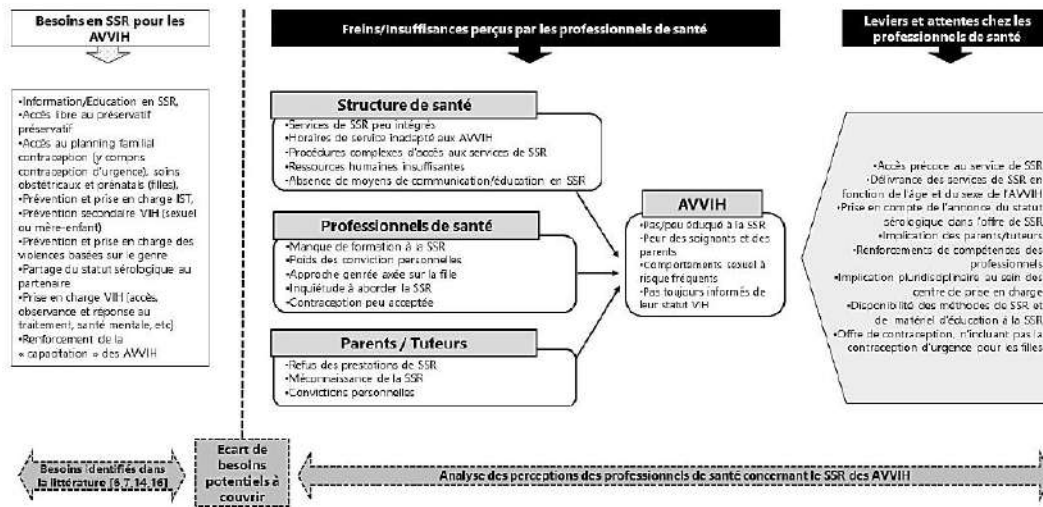 Besoins en SSR pour les
AVVIH
•Information/Education en SSR,
•Accès libre au préservatif
préservatif
•Accès au planning familial
contraception (y compris
contraception d'urgence), soins
obstétricaux et prénatals (filles),
•Prévention et prise en charge IST,
•Prévention secondaire VIH (sexuel
ou mère-enfant)
•Prévention et prise en charge des
violences basées sur le genre
•Partage du statut sérologique au
partenaire
•Prise en charge VIH (accès,
observance et réponse au
traitement, santé mentale, etc)
•Renforcement de la
« capacitation » des AVVIH
Freins/Insuffisances perçus par les professionnels de santé
Structure de santé
•Services de SSR peu intégrés
•Horaires de service inadapté aux AVVIH
•Procédures complexes d'accès aux services de SSR
•Ressources humaines insuffisantes
•Absence de moyens de communication/éducation en SSR
Professionnels de santé
•Manque de formation à la SSR
•Poids des conviction personnelles
•Approche genrée axée sur la fille
•Inquiétude à aborder la SSR
•Contraception peu acceptée
Parents / Tuteurs
•Refus des prestations de SSR
•Méconnaissance de la SSR
•Convictions personnelles
AVVIH
•Pas/peu éduqué à la SSR
•Peur des soignants et des
parents
•Comportements sexuel à
risque fréquents
•Pas toujours informés de
leur statut VIH
Leviers et attentes chez les
professionnels de santé
•Accès précoce au service de SSR
•Délivrance des services de SSR en
fonction de l'âge et du sexe de l'AVVIH
•Prise en compte de l'annonce du statut
sérologique dans l'offre de SSR
•Implication des parents/tuteurs
•Renforcements de compétences des
professionnels
•Implication pluridisciplinaire au sein des
centre de prise en charge
•Disponibilité des méthodes de SSR et
de matériel d'éducation à la SSR
•Offre de contraception, n'incluant pas la
contraception d'urgence pour les filles
Besoins identifiés dans
la littérature [6,7,14,16]
Ecart de
besoins
potentiels à
couvrir
Analyse des perceptions des professionnels de santé concernant le SSR des AVVIH